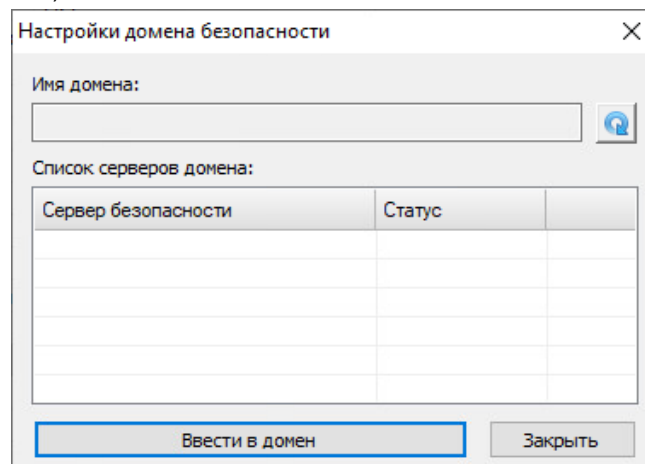 Настройки домена безопасности
Имя домена:
Список серверов домена:
Сервер безопасности Статус
Ввести в домен Закрыть